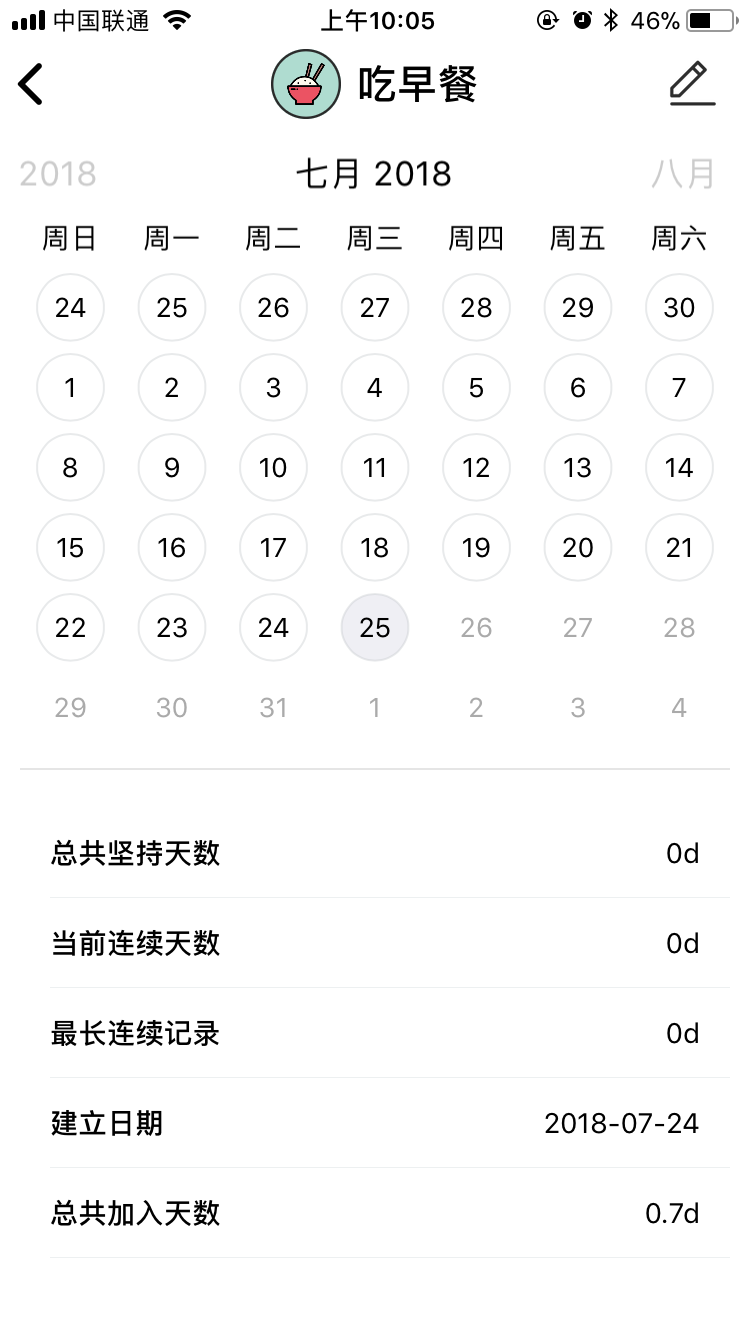 中国联通 上午10:05 46%
吃早餐
2018 七月 2018 八月
周日 周一 周二 周三 周四 周五 周六
24 25 26 27 28 29 30
1 2 3 4 5 6 7
8 9 10 11 12 13 14
15 16 17 18 19 20 21
22 23 24 25 26 27 28
29 30 31 1 2 3 4
总共坚持天数 0d
当前连续天数 0d
最长连续记录 0d
建立日期 2018-07-24
总共加入天数 0.7d